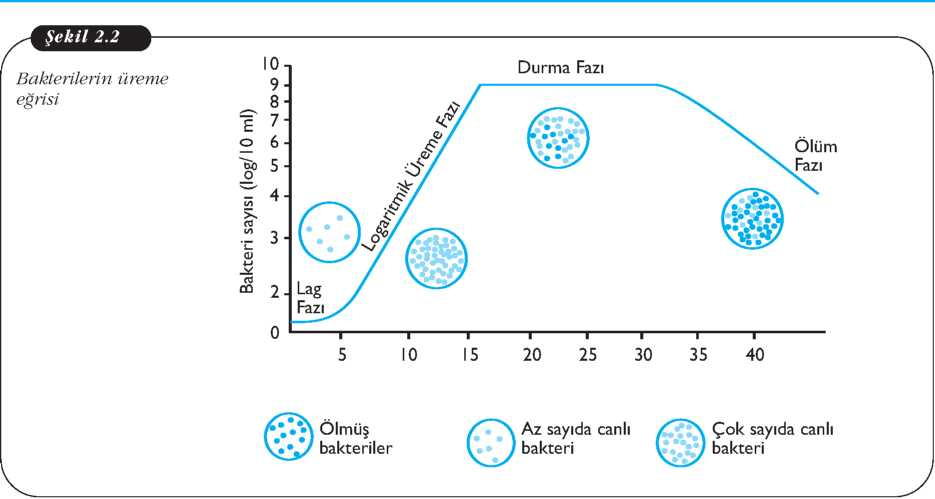 Şekil 2.2
Bakterilerin üreme
eğrisi
Bakteri sayısı (log/10 ml)
10
9
8
7
6
5
4
3
2
0
Lag
Fazı
Logaritmik Üreme Fazı
Durma Fazı
Ölüm
Fazı
5 10 15 20 25 30 35 40
Ölmüş
bakteriler
Az sayıda canlı
bakteri
Çok sayıda canlı
bakteri